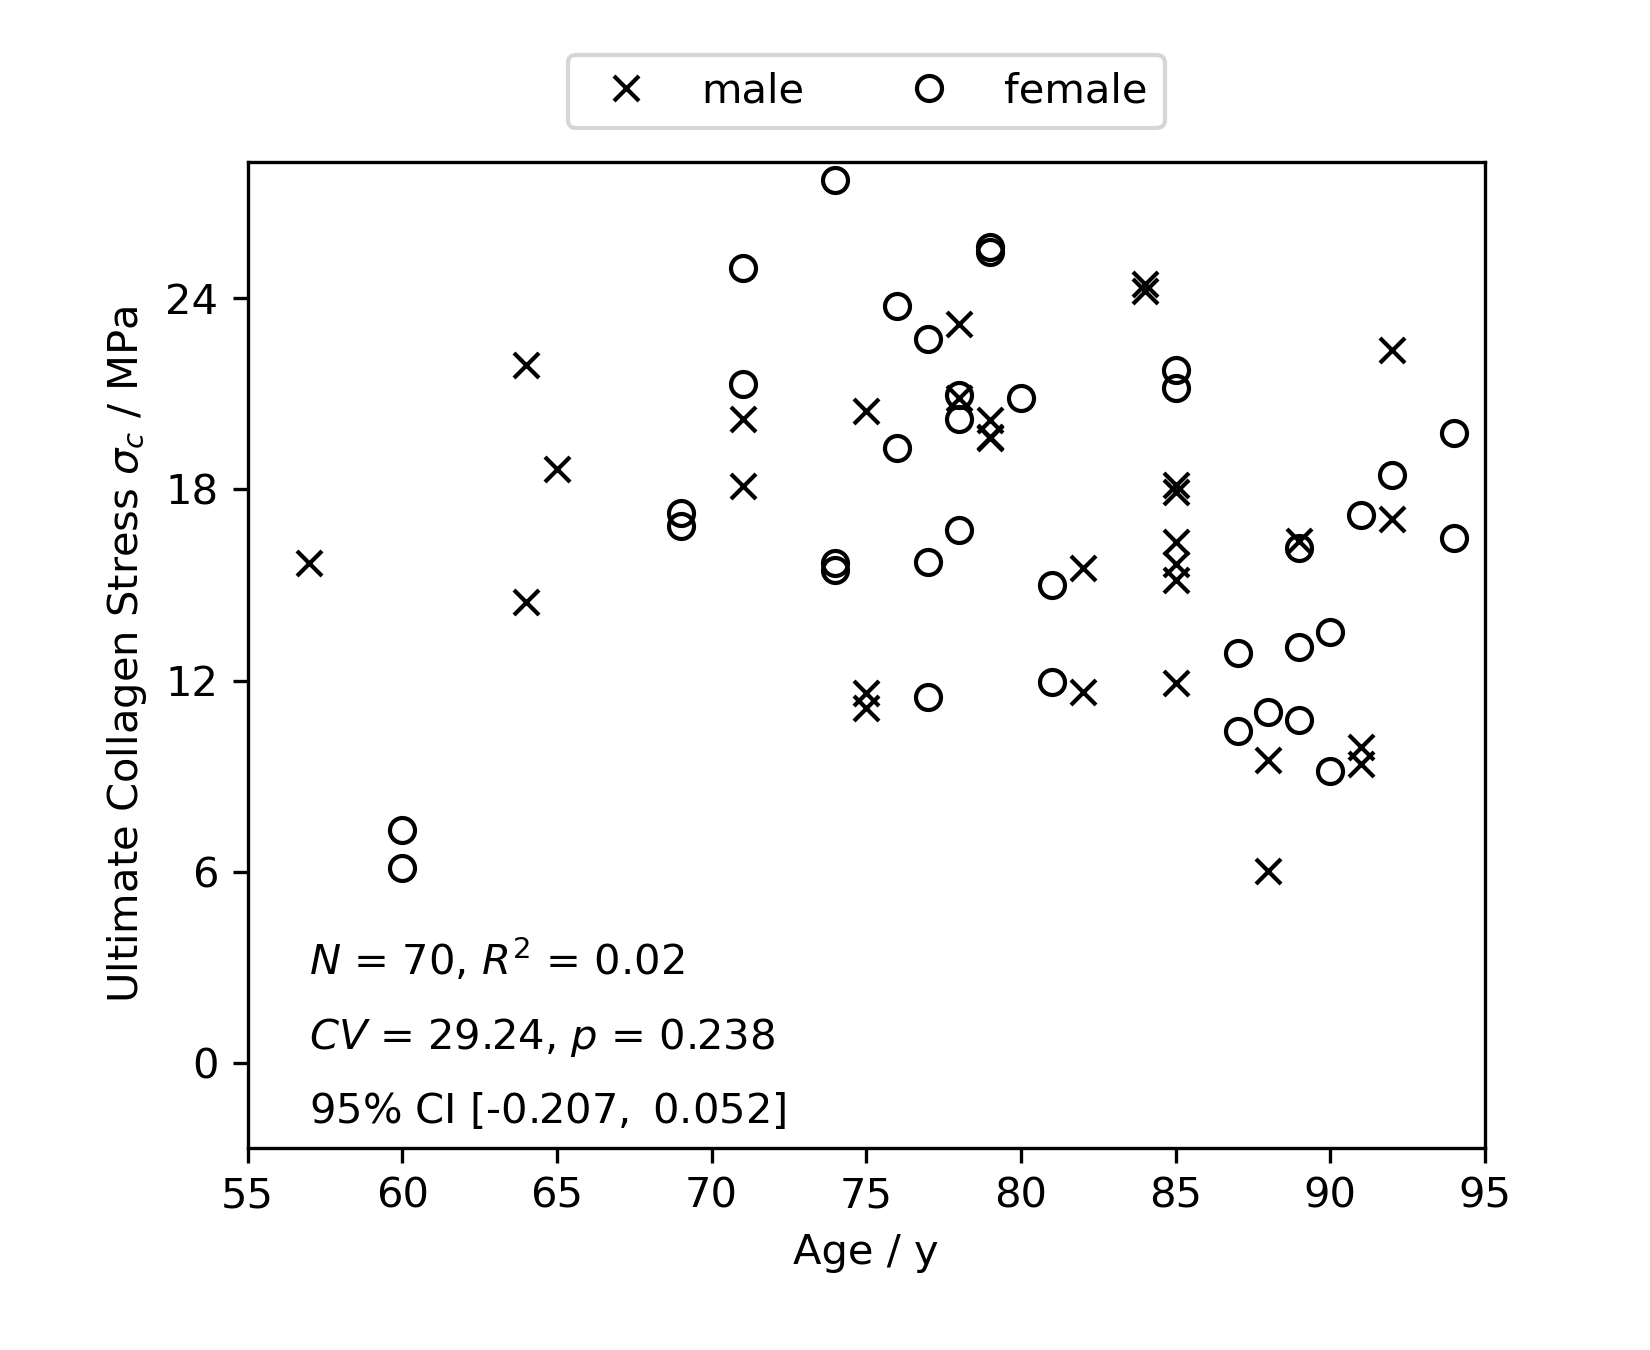 male female
Ultimate Collagen Stress σc / MPa
24
18
12
6
0
N = 70, R² = 0.02
CV = 29.24, p = 0.238
95% CI [-0.207, 0.052]
55 60 65 70 75 80 85 90 95
Age / y